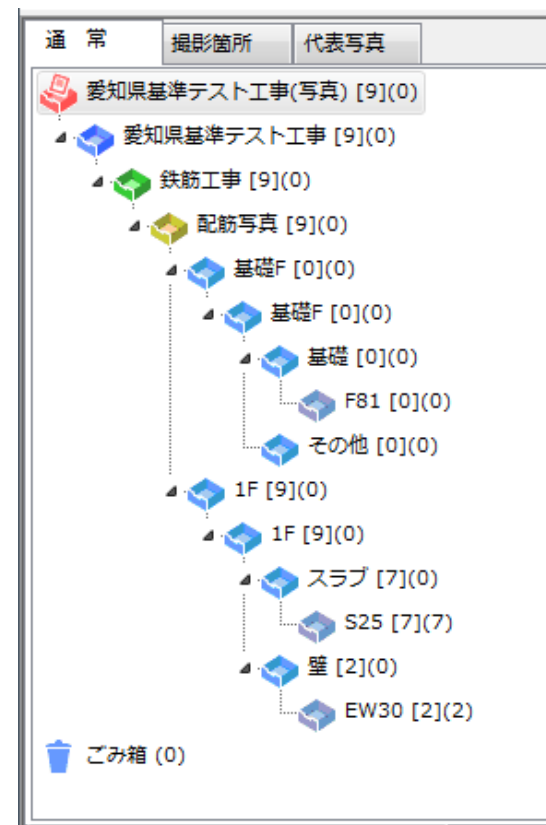 通　常 撮影箇所 代表写真
愛知県基準テスト工事(写真) [9](0)
愛知県基準テスト工事 [9](0)
鉄筋工事 [9](0)
配筋写真 [9](0)
基礎F [0](0)
基礎F [0](0)
基礎 [0](0)
F81 [0](0)
その他 [0](0)
1F [9](0)
1F [9](0)
スラブ [7](0)
S25 [7](7)
壁 [2](0)
EW30 [2](2)
ごみ箱 (0)